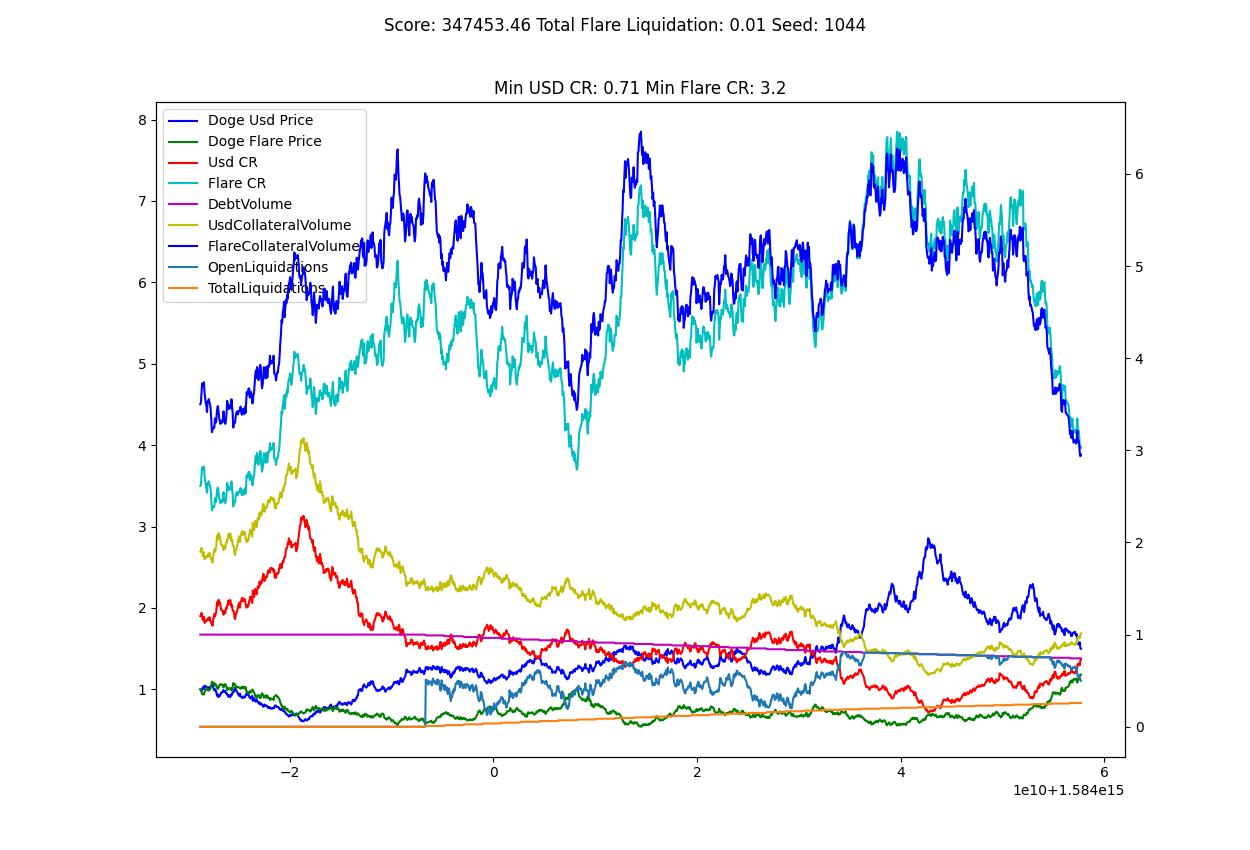 Score: 347453.46 Total Flare Liquidation: 0.01 Seed: 1044
Min USD CR: 0.71 Min Flare CR: 3.2
Doge Usd Price
Doge Flare Price
Usd CR
Flare CR
DebtVolume
UsdCollateralVolume
FlareCollateralVolume
OpenLiquidations
TotalLiquidations
8
7
6
5
4
3
2
1
6
5
4
3
2
1
0
−2
0
2
4
6
1e10+1.584e15